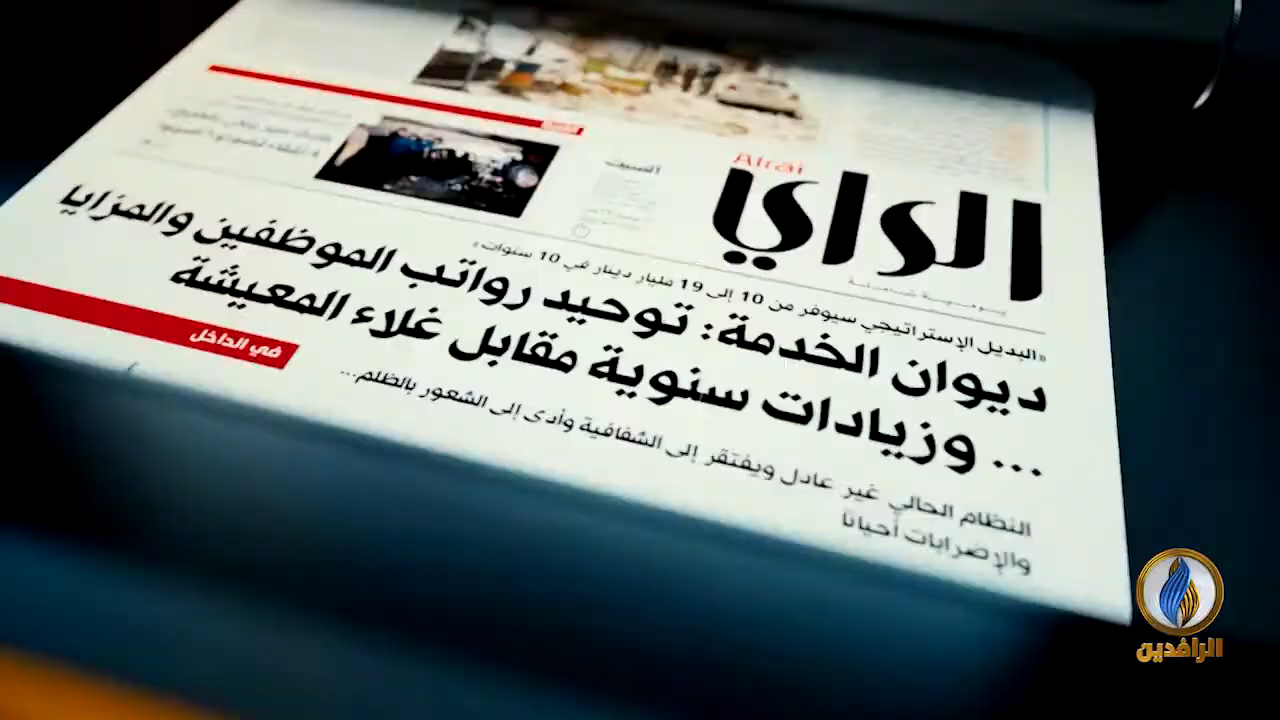 Alrai
الراي
السبت
«البديل الإستراتيجي سيوفر من 10 إلى 19 مليار دينار في 10 سنوات»
ديوان الخدمة: توحيد رواتب الموظفين والمزايا
... وزيادات سنوية مقابل غلاء المعيشة
النظام الحالي غير عادل ويفتقر إلى الشفافية وأدى إلى الشعور بالظلم...
والإضرابات أحيانا
في الداخل
الرافدين